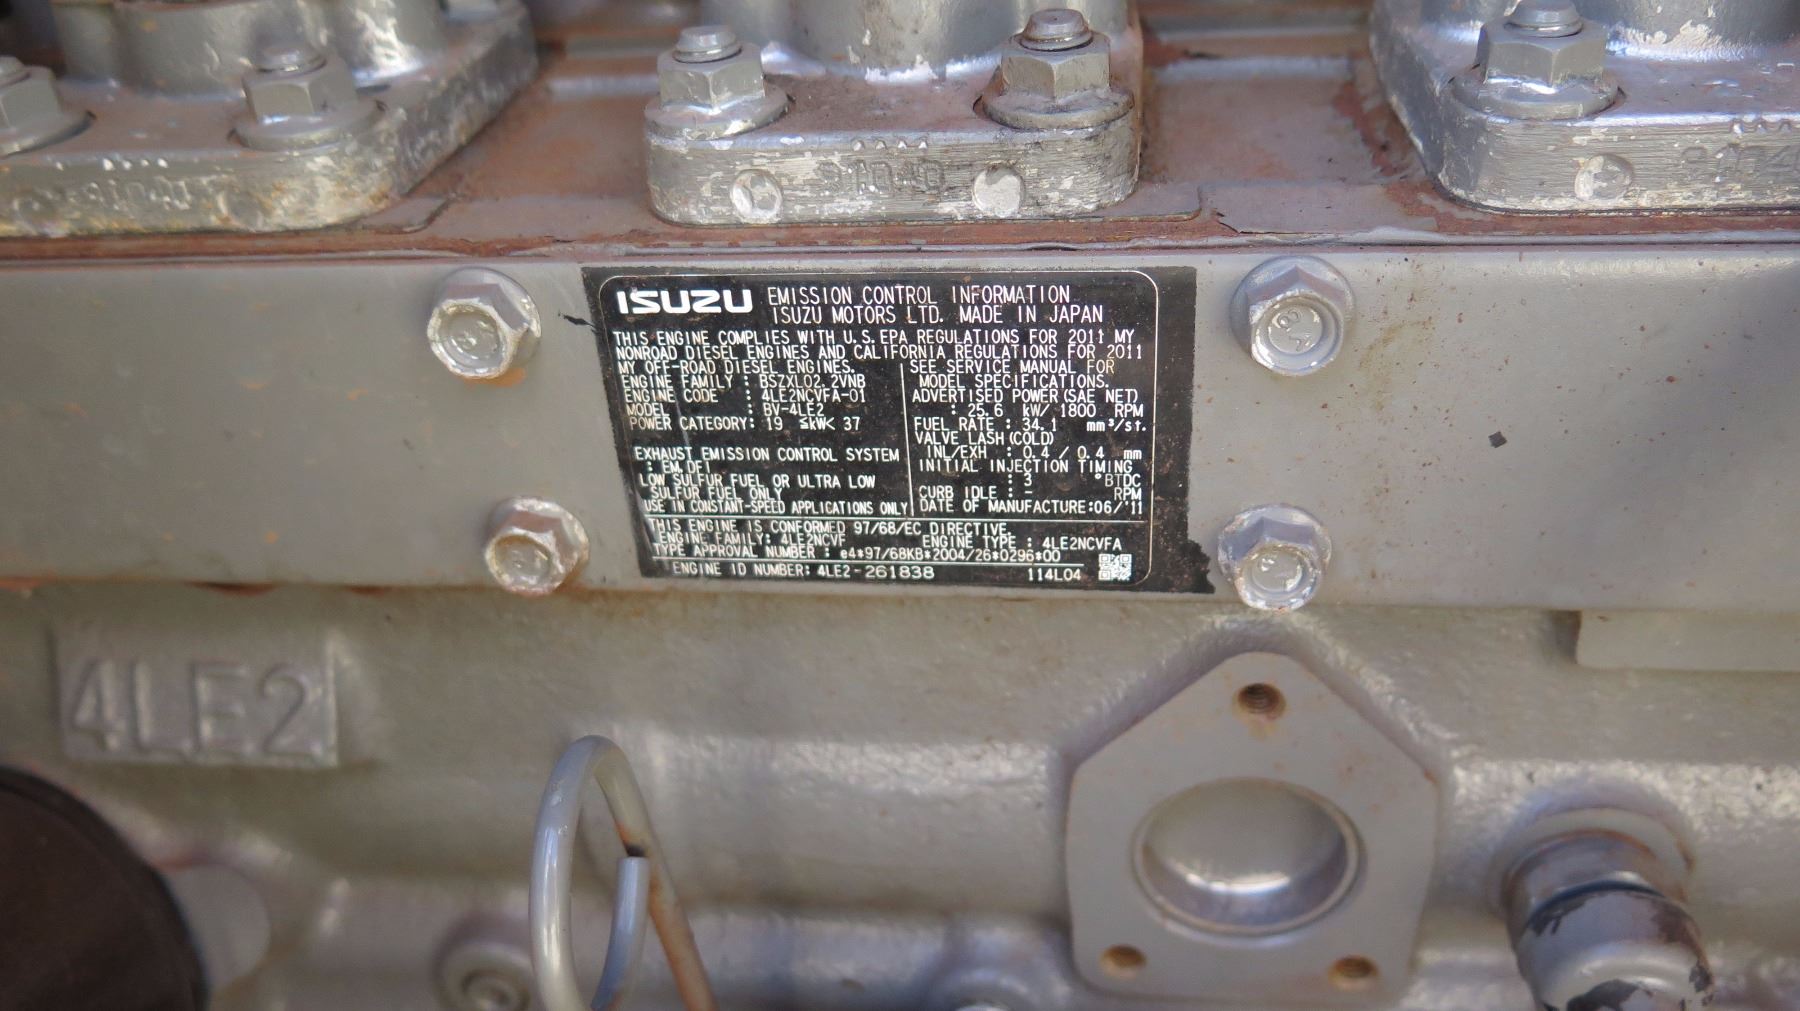 ISUZU EMISSION CONTROL INFORMATION
ISUZU MOTORS LTD. MADE IN JAPAN
THIS ENGINE COMPLIES WITH U.S. EPA REGULATIONS FOR 2011 MY
NONROAD DIESEL ENGINES AND CALIFORNIA REGULATIONS FOR 2011
MY OFF-ROAD DIESEL ENGINES.
ENGINE FAMILY : BSZXL02.2VNB
ENGINE CODE : 4LE2NCVFA-01
MODEL : BV-4LE2
POWER CATEGORY: 19 ≤kW< 37
EXHAUST EMISSION CONTROL SYSTEM
: EM, DFI
LOW SULFUR FUEL OR ULTRA LOW
SULFUR FUEL ONLY
USE IN CONSTANT-SPEED APPLICATIONS ONLY
SEE SERVICE MANUAL FOR
MODEL SPECIFICATIONS.
ADVERTISED POWER (SAE NET)
: 25.6 kW/ 1800 RPM
FUEL RATE : 34.1 mm³/st.
VALVE LASH (COLD)
INL/EXH : 0.4 / 0.4 mm
INITIAL INJECTION TIMING
: 3 °BTDC
CURB IDLE : - RPM
DATE OF MANUFACTURE:06/'11
THIS ENGINE IS CONFORMED 97/68/EC DIRECTIVE
ENGINE FAMILY: 4LE2NCVF ENGINE TYPE : 4LE2NCVFA
TYPE APPROVAL NUMBER : e4*97/68KB*2004/26*0296*00
ENGINE ID NUMBER: 4LE2-261838 114L04
4LE2